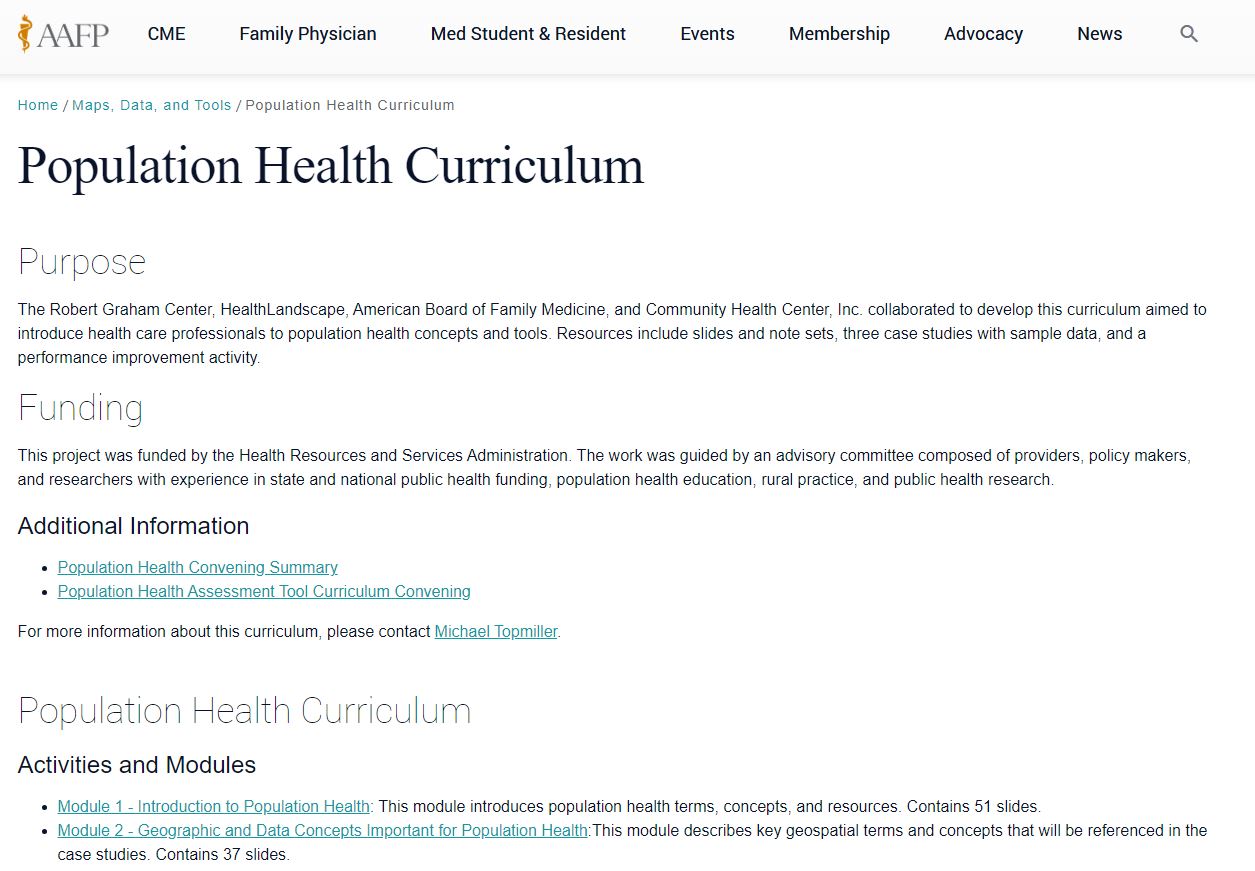 AAFP CME Family Physician Med Student & Resident Events Membership Advocacy News
Home / Maps, Data, and Tools / Population Health Curriculum
Population Health Curriculum
Purpose
The Robert Graham Center, HealthLandscape, American Board of Family Medicine, and Community Health Center, Inc. collaborated to develop this curriculum aimed to
introduce health care professionals to population health concepts and tools. Resources include slides and note sets, three case studies with sample data, and a
performance improvement activity.
Funding
This project was funded by the Health Resources and Services Administration. The work was guided by an advisory committee composed of providers, policy makers,
and researchers with experience in state and national public health funding, population health education, rural practice, and public health research.
Additional Information
• Population Health Convening Summary
• Population Health Assessment Tool Curriculum Convening
For more information about this curriculum, please contact Michael Topmiller.
Population Health Curriculum
Activities and Modules
• Module 1 - Introduction to Population Health: This module introduces population health terms, concepts, and resources. Contains 51 slides.
• Module 2 - Geographic and Data Concepts Important for Population Health:This module describes key geospatial terms and concepts that will be referenced in the
case studies. Contains 37 slides.